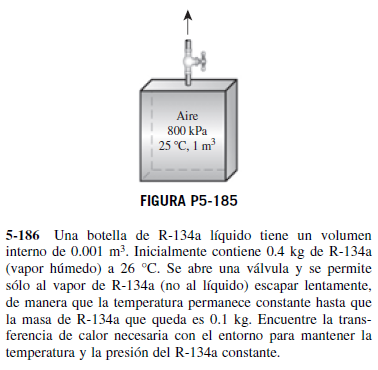 Aire
800 kPa
25 °C, 1 m³
FIGURA P5-185
5-186 Una botella de R-134a líquido tiene un volumen
interno de 0.001 m³. Inicialmente contiene 0.4 kg de R-134a
(vapor húmedo) a 26 °C. Se abre una válvula y se permite
sólo al vapor de R-134a (no al líquido) escapar lentamente,
de manera que la temperatura permanece constante hasta que
la masa de R-134a que queda es 0.1 kg. Encuentre la trans-
ferencia de calor necesaria con el entorno para mantener la
temperatura y la presión del R-134a constante.